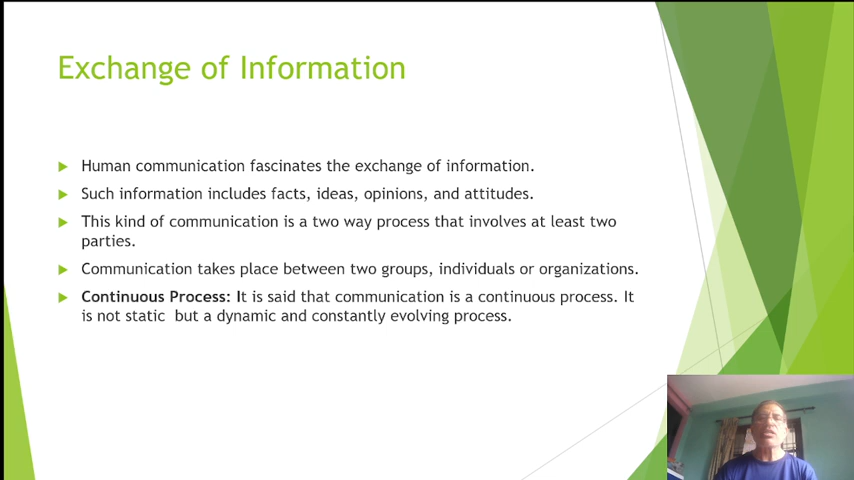 Exchange of Information
Human communication fascinates the exchange of information.
Such information includes facts, ideas, opinions, and attitudes.
This kind of communication is a two way process that involves at least two
parties.
Communication takes place between two groups, individuals or organizations.
Continuous Process: It is said that communication is a continuous process. It
is not static but a dynamic and constantly evolving process.